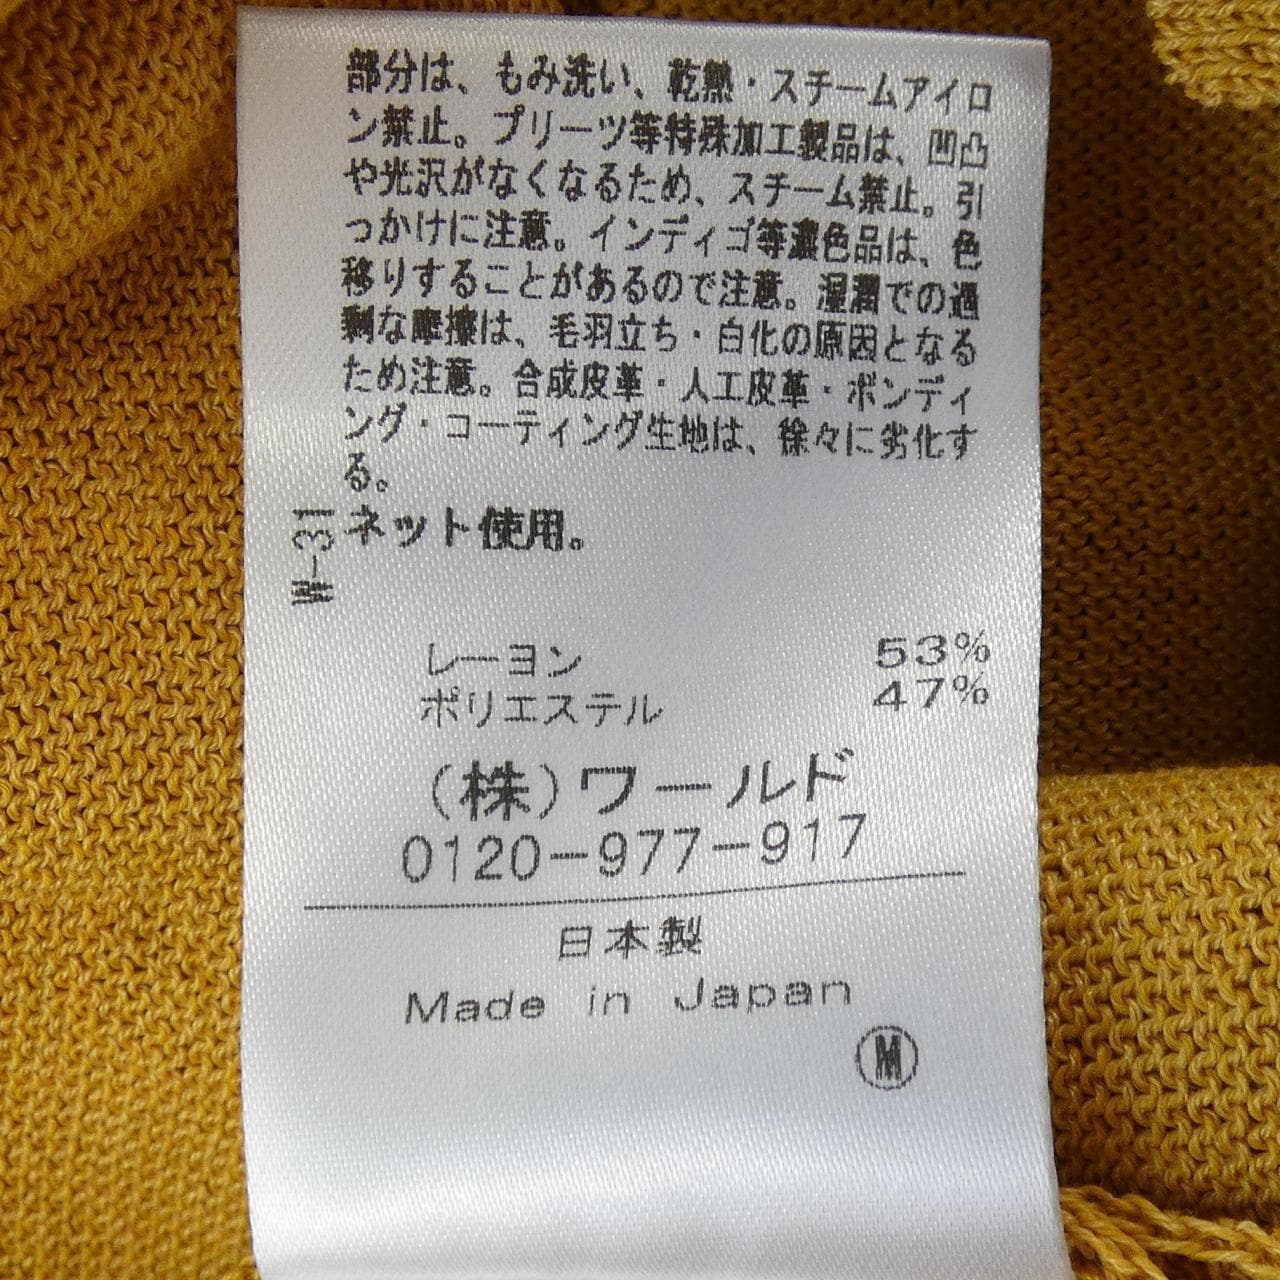 部分は、もみ洗い、乾熱・スチームアイロ
ン禁止。プリーツ等特殊加工製品は、凹凸
や光沢がなくなるため、スチーム禁止。引
っかけに注意。インディゴ等濃色品は、色
移りすることがあるので注意。湿潤での過
剰な摩擦は、毛羽立ち・白化の原因となる
ため注意。合成皮革・人工皮革・ボンディ
ング・コーティング生地は、徐々に劣化す
る。
ネット使用。
W-31
レーヨン 53%
ポリエステル 47%
(株)ワールド
0120-977-917
日本製
Made in Japan
Ⓜ